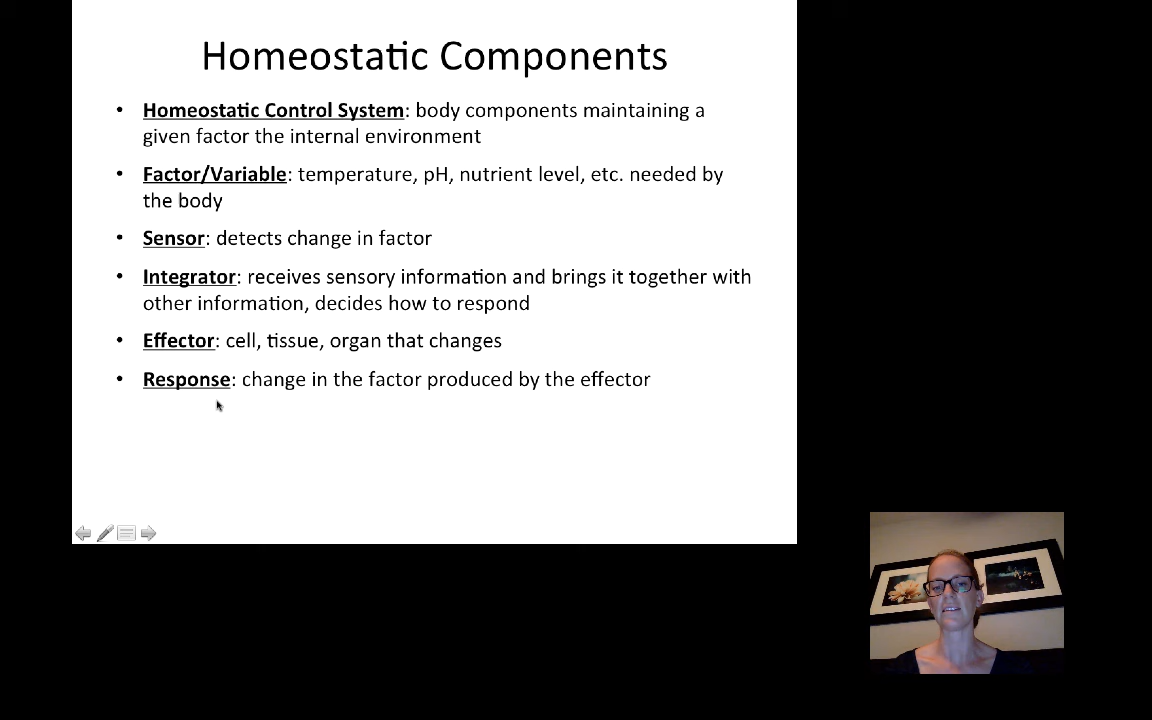 Homeostatic Components
• Homeostatic Control System: body components maintaining a
given factor the internal environment
• Factor/Variable: temperature, pH, nutrient level, etc. needed by
the body
• Sensor: detects change in factor
• Integrator: receives sensory information and brings it together with
other information, decides how to respond
• Effector: cell, tissue, organ that changes
• Response: change in the factor produced by the effector